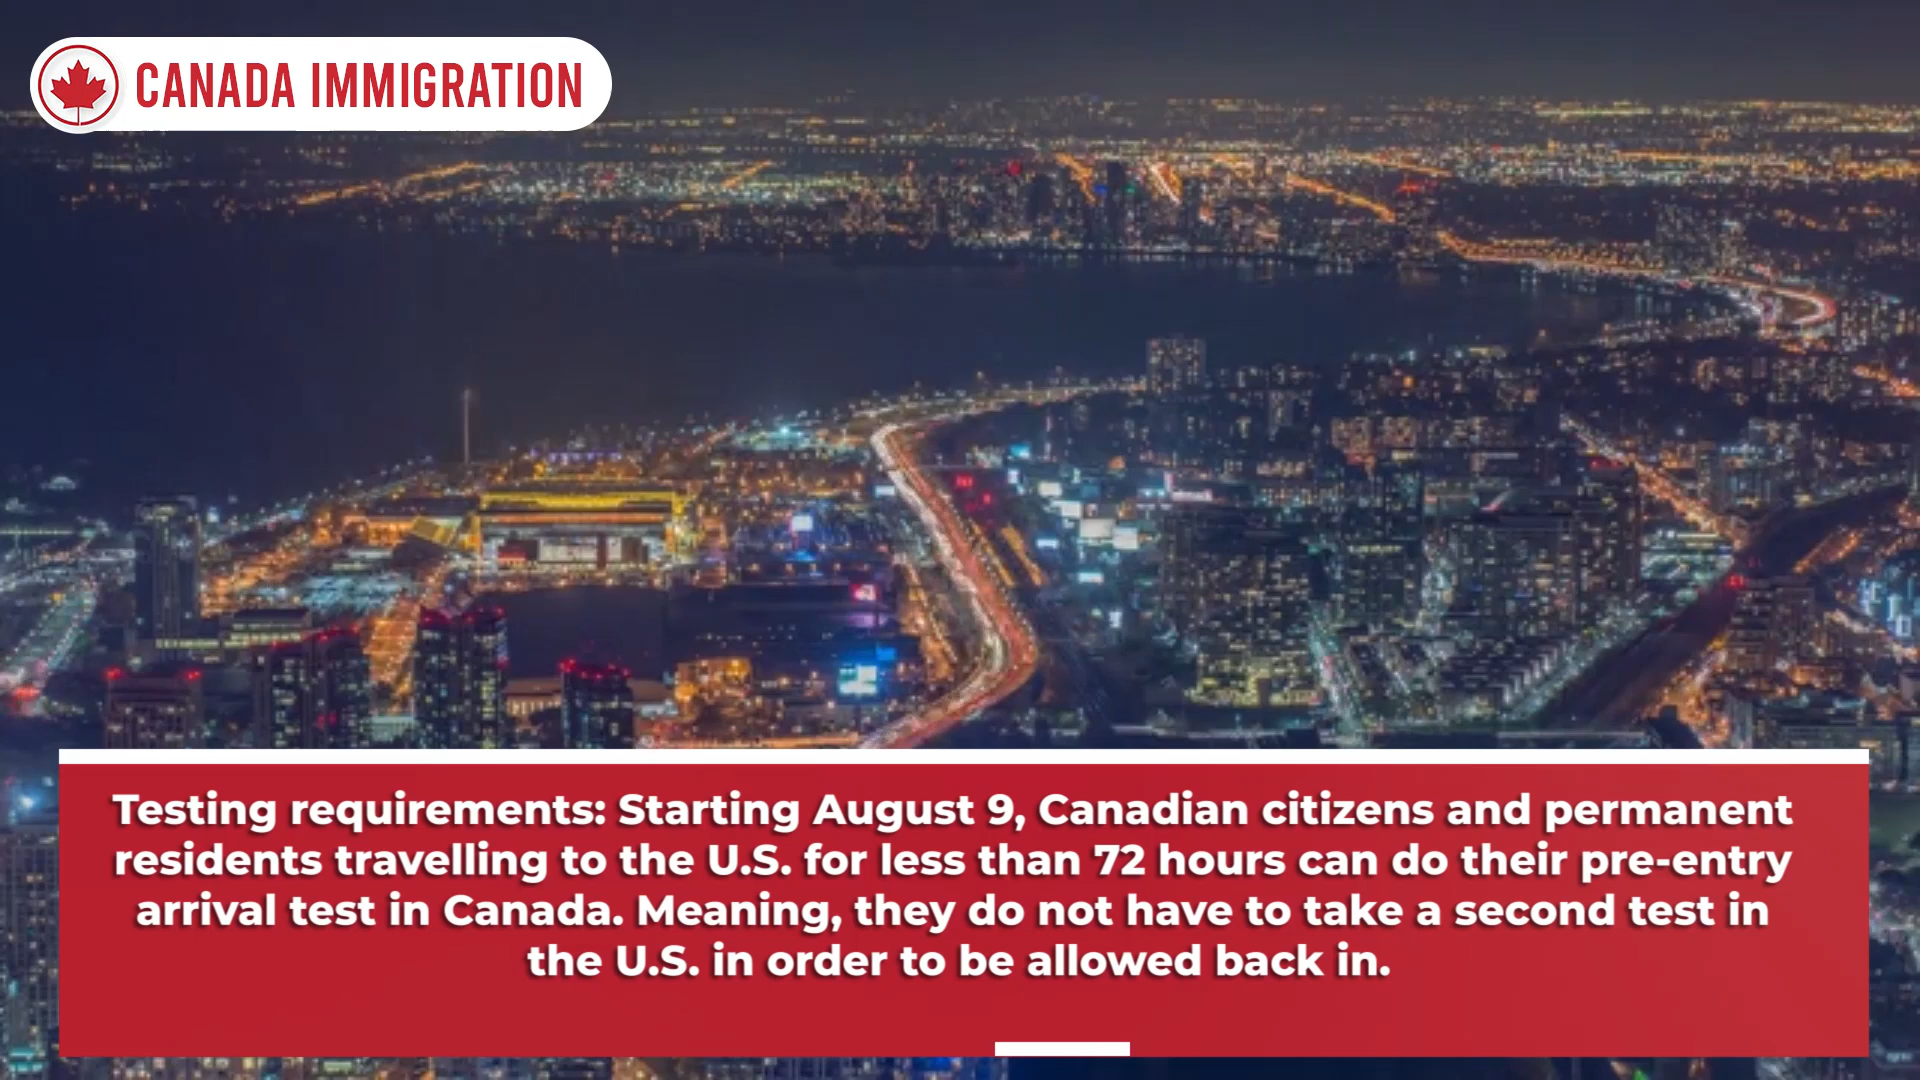 CANADA IMMIGRATION
Testing requirements: Starting August 9, Canadian citizens and permanent
residents travelling to the U.S. for less than 72 hours can do their pre-entry
arrival test in Canada. Meaning, they do not have to take a second test in
the U.S. in order to be allowed back in.